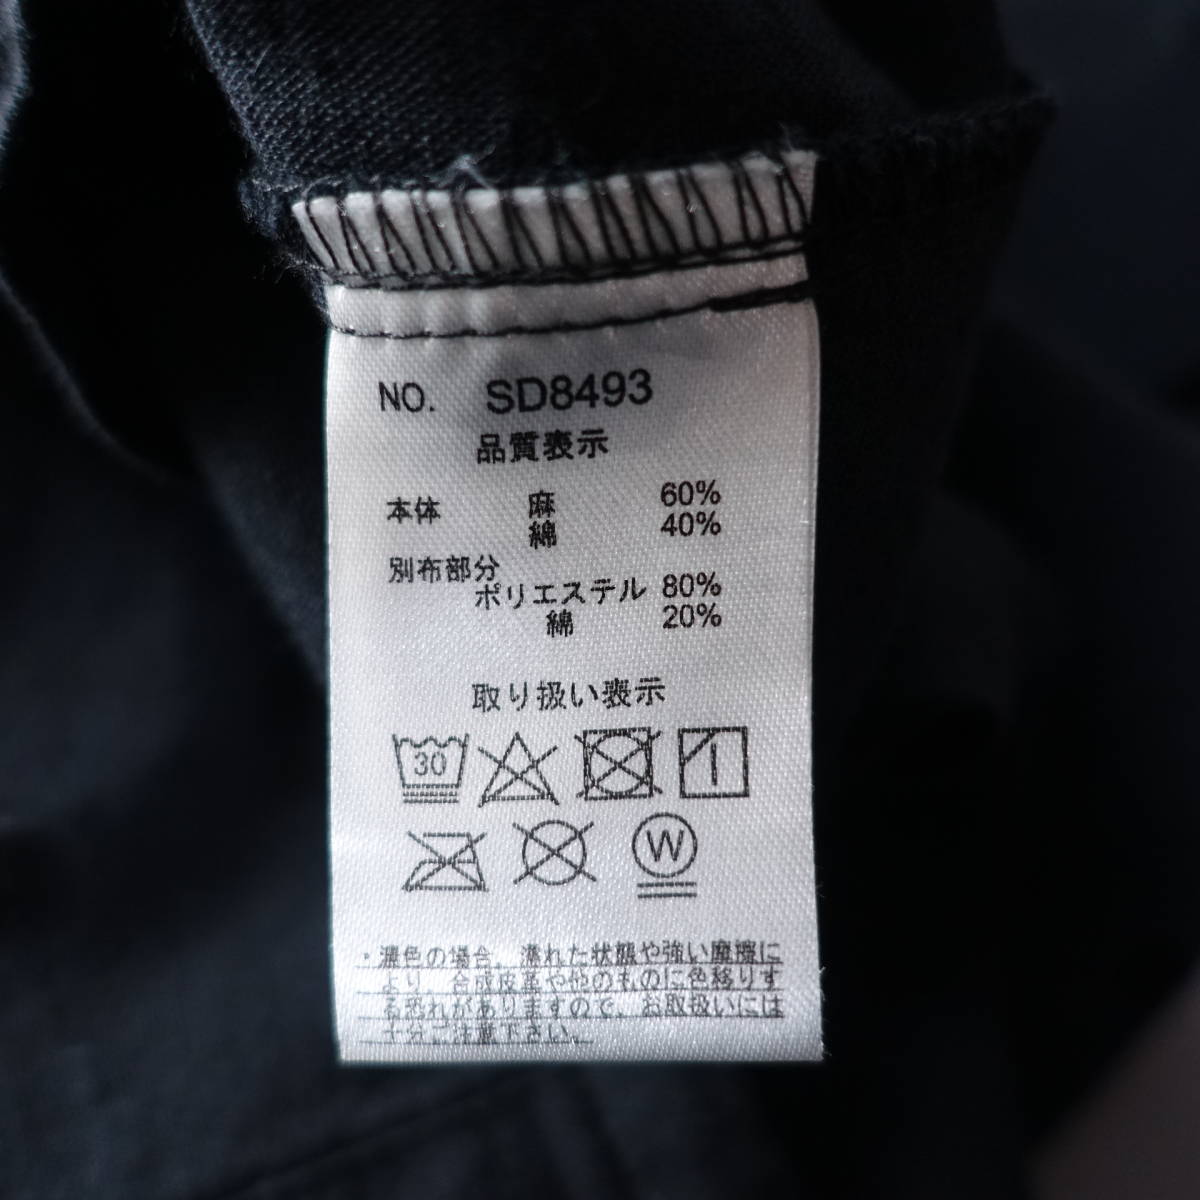 NO. SD8493
品質表示
本体 麻 60%
綿 40%
別布部分
ポリエステル 80%
綿 20%
取り扱い表示
30
W
・濃色の場合、濡れた状態や強い摩擦に
より、合成皮革や他のものに色移りす
る恐れがありますので、お取扱いには
十分ご注意下さい。